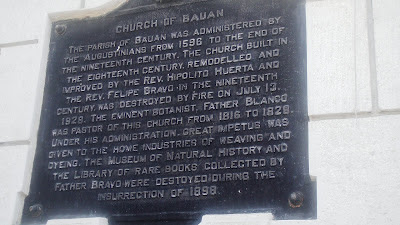 CHURCH OF BAUAN
THE PARISH OF BAUAN WAS ADMINISTERED BY
THE AUGUSTINIANS FROM 1596 TO THE END OF
THE NINETEENTH CENTURY. THE CHURCH BUILT IN
THE EIGHTEENTH CENTURY, REMODELLED AND
IMPROVED BY THE REV. HIPOLITO HUERTA AND
THE REV. FELIPE BRAVO IN THE NINETEENTH
CENTURY WAS DESTROYED BY FIRE ON JULY 13,
1928. THE EMINENT BOTANIST, FATHER BLANCO
WAS PASTOR OF THIS CHURCH FROM 1816 TO 1828.
UNDER HIS ADMINISTRATION, GREAT IMPETUS WAS
GIVEN TO THE HOME INDUSTRIES OF WEAVING AND
DYEING. THE MUSEUM OF NATURAL HISTORY AND
THE LIBRARY OF RARE BOOKS COLLECTED BY
FATHER BRAVO WERE DESTOYED DURING THE
INSURRECTION OF 1898.